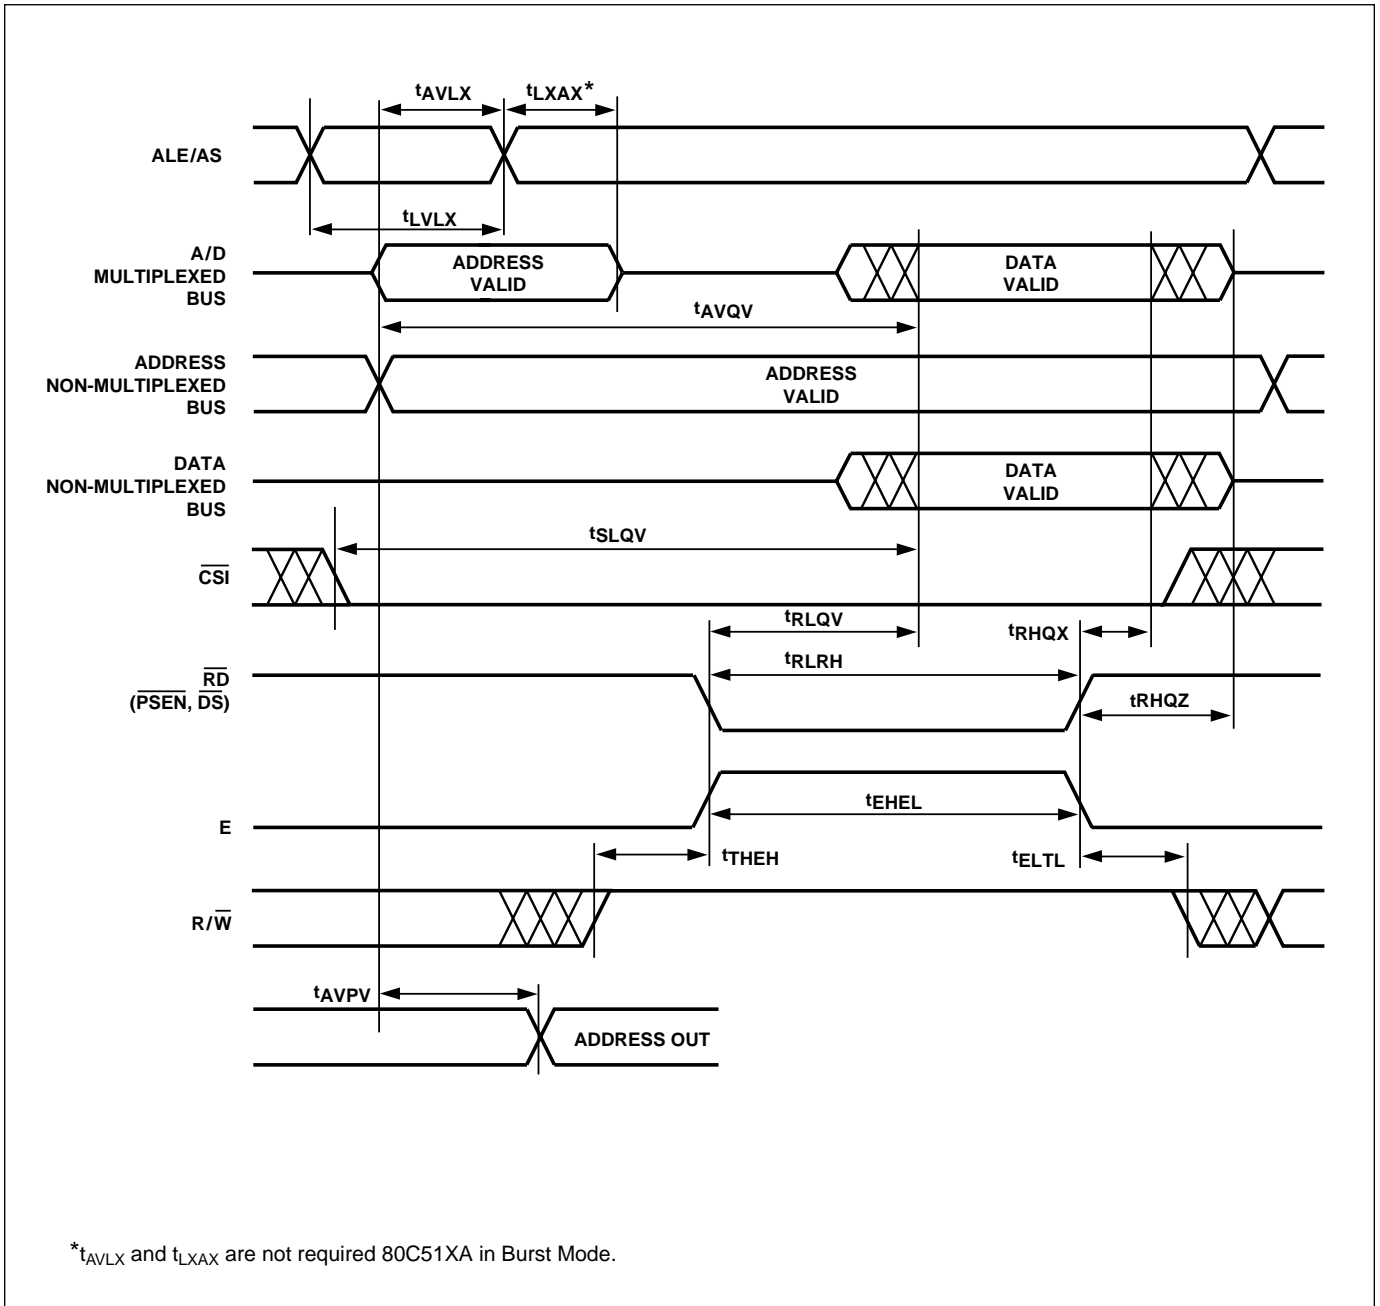 tAVLX
tLXAX*
ALE/AS
tLVLX
A/D
MULTIPLEXED
BUS
ADDRESS
VALID
DATA
VALID
tAVQV
ADDRESS
NON-MULTIPLEXED
BUS
ADDRESS
VALID
DATA
NON-MULTIPLEXED
BUS
DATA
VALID
tSLQV
CSI
tRLQV
tRHQX
tRLRH
RD
(PSEN, DS)
tRHQZ
tEHEL
E
tTHEH
tELTL
R/W
tAVPV
ADDRESS OUT
*tAVLX and tLXAX are not required 80C51XA in Burst Mode.